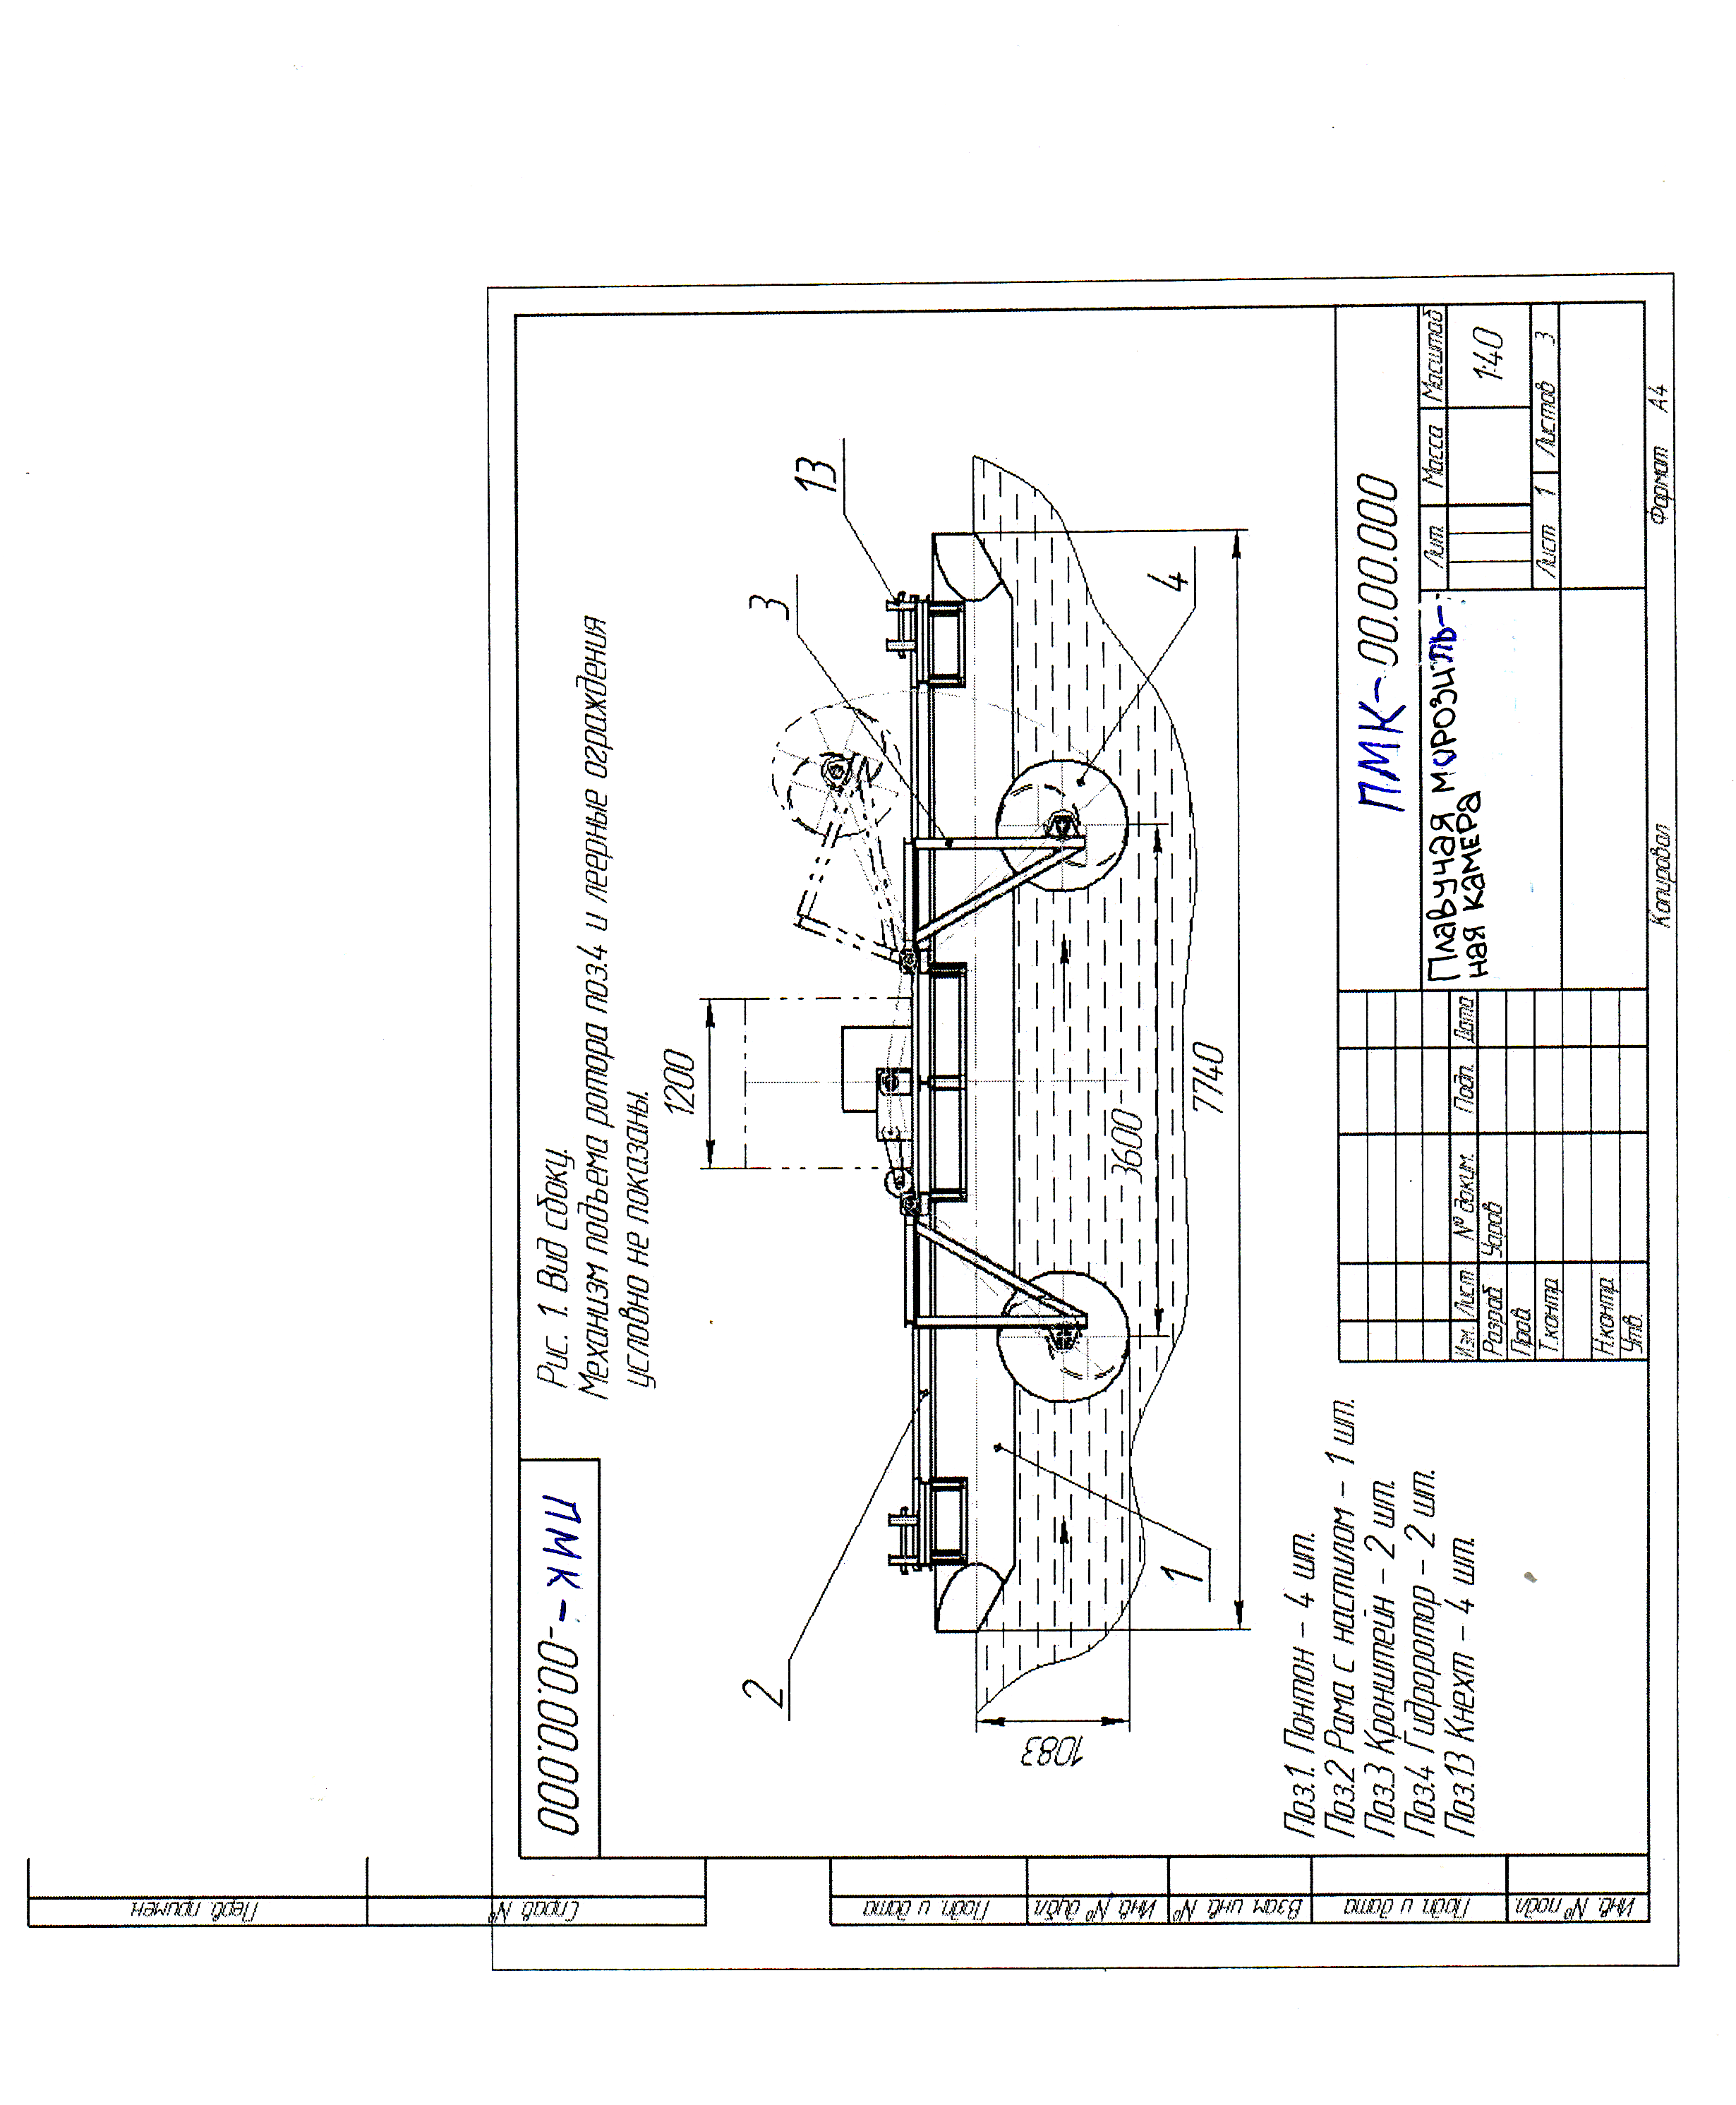 ПМК-00.00.000
Рис. 1. Вид сбоку.
Механизм подъема ротора поз.4 и леерные ограждения
условно не показаны.
1200
2
3
13
1
4
3600
7740
1083
Поз.1. Понтон – 4 шт.
Поз.2 Рама с настилом – 1 шт.
Поз.3 Кронштейн – 2 шт.
Поз.4 Гидроротор – 2 шт.
Поз.13 Кнехт – 4 шт.
ПМК-00.00.000
Плавучая морозиль-
ная камера
Лит. Масса Масштаб
1:40
Лист 1 Листов 3
Изм. Лист № докум. Подп. Дата
Разраб. Уаров
Пров.
Т.контр.
Н.контр.
Утв.
Копировал Формат А4
Перв. примен.
Справ. №
Подп. и дата
Инв. № дубл.
Взам. инв. №
Подп. и дата
Инв. № подл.